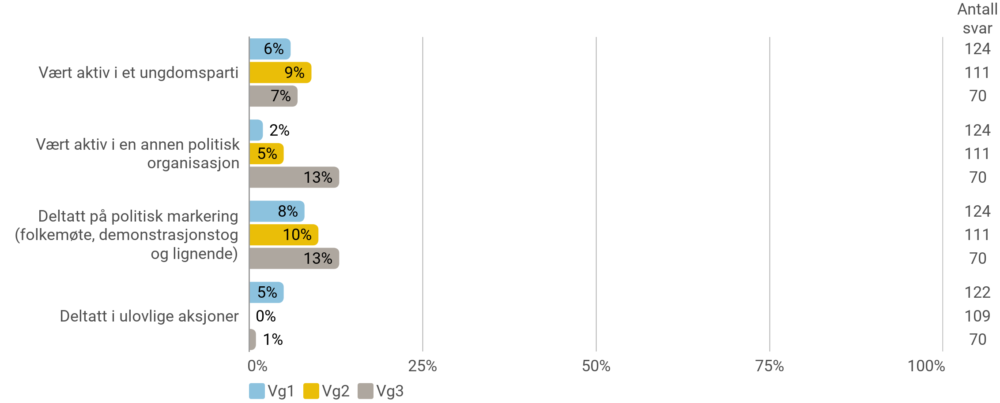 Antall
svar
Vært aktiv i et ungdomsparti
6% 124
9% 111
7% 70
Vært aktiv i en annen politisk
organisasjon
2% 124
5% 111
13% 70
Deltatt på politisk markering
(folkemøte, demonstrasjonstog
og lignende)
8% 124
10% 111
13% 70
Deltatt i ulovlige aksjoner
5% 122
0% 109
1% 70
0% 25% 50% 75% 100%
Vg1 Vg2 Vg3